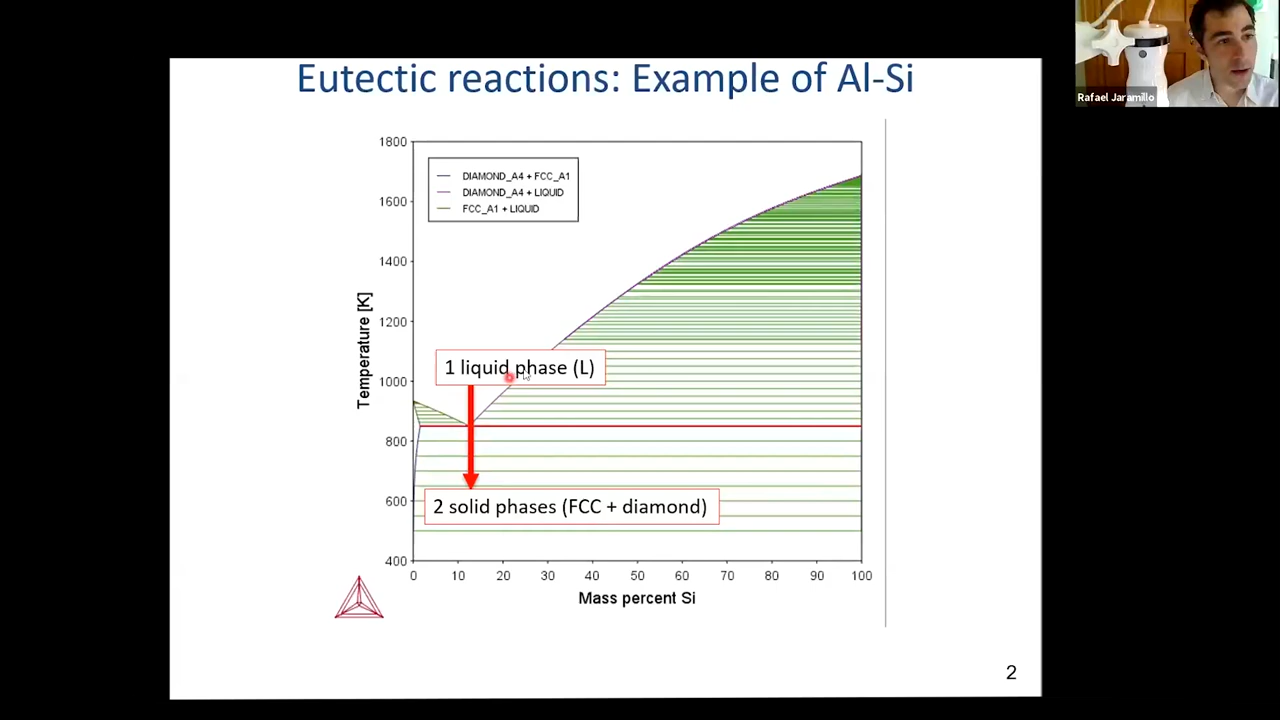 Eutectic reactions: Example of Al-Si
Rafael Jaramillo
1800
1600
1400
1200
1000
800
600
400
Temperature [K]
DIAMOND_A4 + FCC_A1
DIAMOND_A4 + LIQUID
FCC_A1 + LIQUID
1 liquid phase (L)
2 solid phases (FCC + diamond)
0 10 20 30 40 50 60 70 80 90 100
Mass percent Si
2